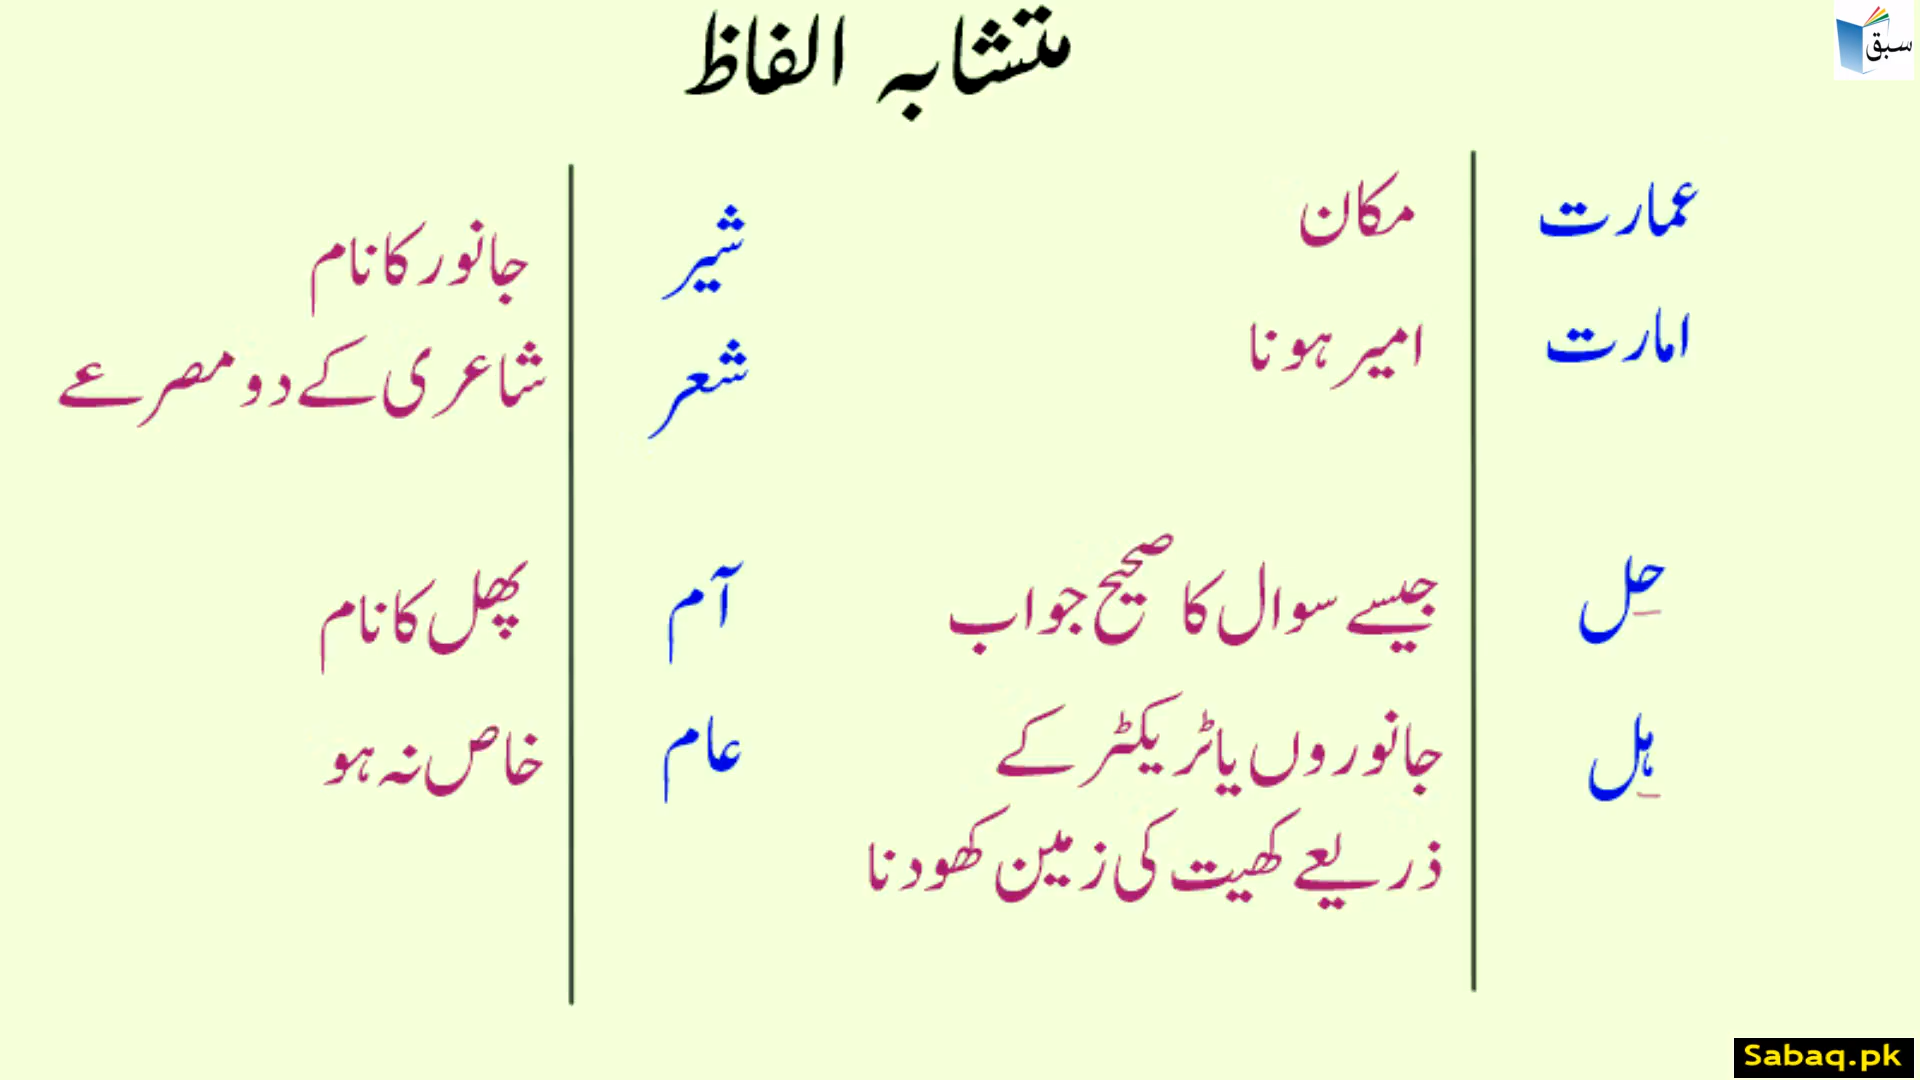 متشابہ الفاظ
سبق
عمارت
مکان
امارت
امیر ہونا
حِل
جیسے سوال کا صحیح جواب
ہِل
جانوروں یا ٹریکٹر کے
ذریعے کھیت کی زمین کھودنا
شیر
جانور کا نام
شعر
شاعری کے دو مصرعے
آم
پھل کا نام
عام
خاص نہ ہو
Sabaq.pk